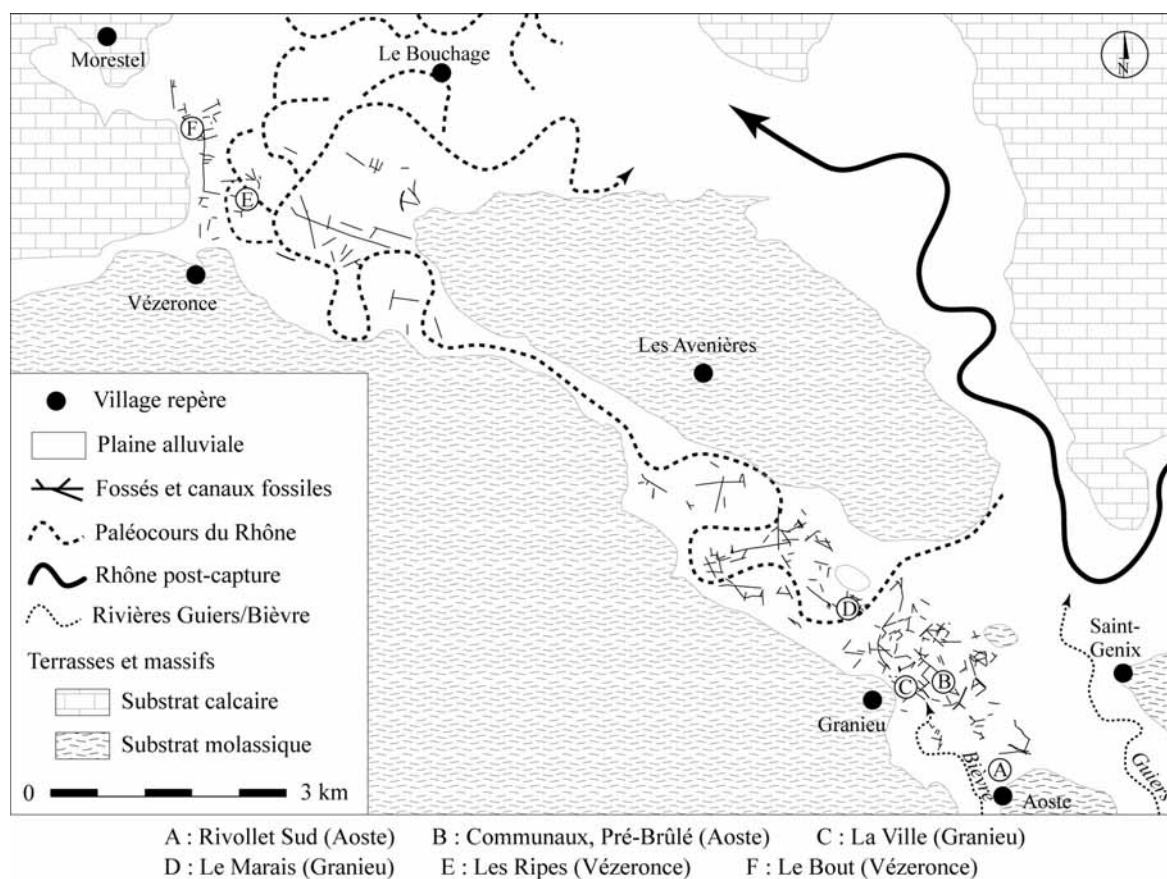 Morestel
Le Bouchage
N
F
E
Vézeronce
Les Avenières
Village repère
Plaine alluviale
Fossés et canaux fossiles
Paléocours du Rhône
Rhône post-capture
Rivières Guiers/Bièvre
Terrasses et massifs
Substrat calcaire
Substrat molassique
0 3 km
D
Saint-
Genix
C
B
Granieu
Bièvre
Guiers
A
Aoste
A : Rivollet Sud (Aoste) B : Communaux, Pré-Brûlé (Aoste) C : La Ville (Granieu)
D : Le Marais (Granieu) E : Les Ripes (Vézeronce) F : Le Bout (Vézeronce)